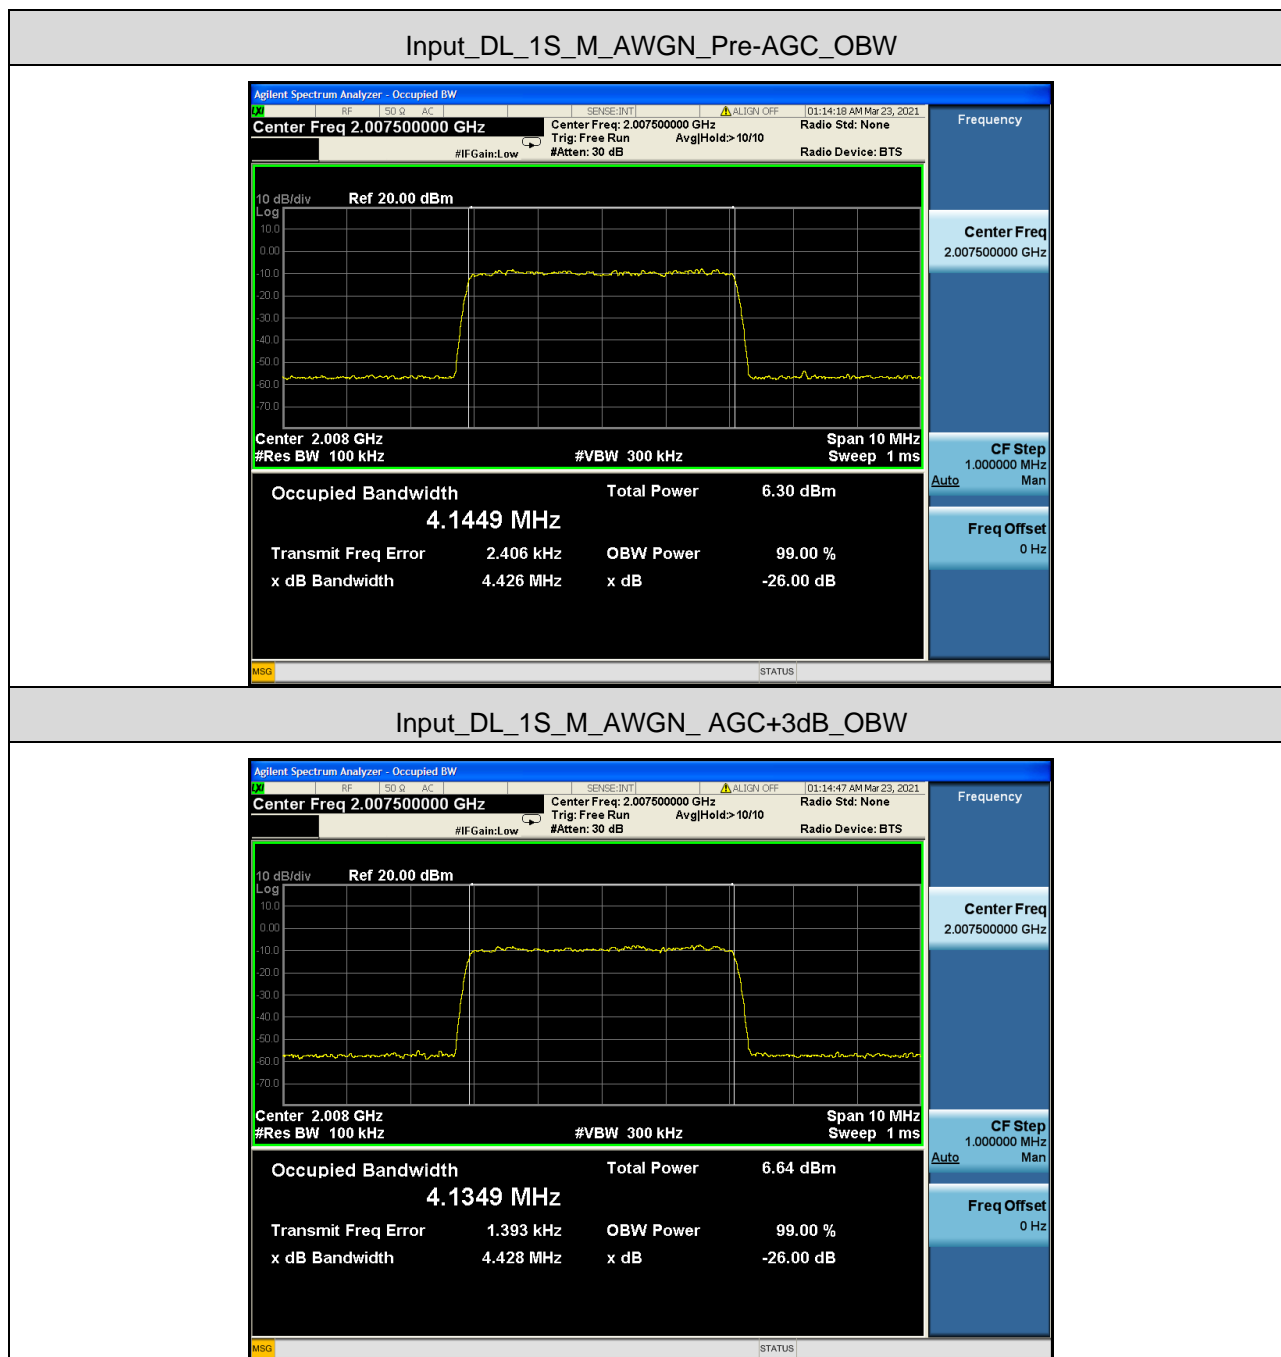 Input_DL_1S_M_AWGN_Pre-AGC_OBW
Agilent Spectrum Analyzer - Occupied BW
LXI RF 50 Ω AC SENSE:INT ALIGN OFF 01:14:18 AM Mar 23, 2021
Center Freq 2.007500000 GHz
Center Freq: 2.007500000 GHz
Radio Std: None
Trig: Free Run Avg|Hold:>10/10
#IFGain:Low #Atten: 30 dB Radio Device: BTS
10 dB/div Ref 20.00 dBm
Log
10.0
0.00
-10.0
-20.0
-30.0
-40.0
-50.0
-60.0
-70.0
Center 2.008 GHz Span 10 MHz
#Res BW 100 kHz #VBW 300 kHz Sweep 1 ms
Occupied Bandwidth Total Power 6.30 dBm
4.1449 MHz
Transmit Freq Error 2.406 kHz OBW Power 99.00 %
x dB Bandwidth 4.426 MHz x dB -26.00 dB
MSG STATUS
Frequency
Center Freq
2.007500000 GHz
CF Step
1.000000 MHz
Auto Man
Freq Offset
0 Hz
Input_DL_1S_M_AWGN_ AGC+3dB_OBW
Agilent Spectrum Analyzer - Occupied BW
LXI RF 50 Ω AC SENSE:INT ALIGN OFF 01:14:47 AM Mar 23, 2021
Center Freq 2.007500000 GHz
Center Freq: 2.007500000 GHz
Radio Std: None
Trig: Free Run Avg|Hold:>10/10
#IFGain:Low #Atten: 30 dB Radio Device: BTS
10 dB/div Ref 20.00 dBm
Log
10.0
0.00
-10.0
-20.0
-30.0
-40.0
-50.0
-60.0
-70.0
Center 2.008 GHz Span 10 MHz
#Res BW 100 kHz #VBW 300 kHz Sweep 1 ms
Occupied Bandwidth Total Power 6.64 dBm
4.1349 MHz
Transmit Freq Error 1.393 kHz OBW Power 99.00 %
x dB Bandwidth 4.428 MHz x dB -26.00 dB
MSG STATUS
Frequency
Center Freq
2.007500000 GHz
CF Step
1.000000 MHz
Auto Man
Freq Offset
0 Hz